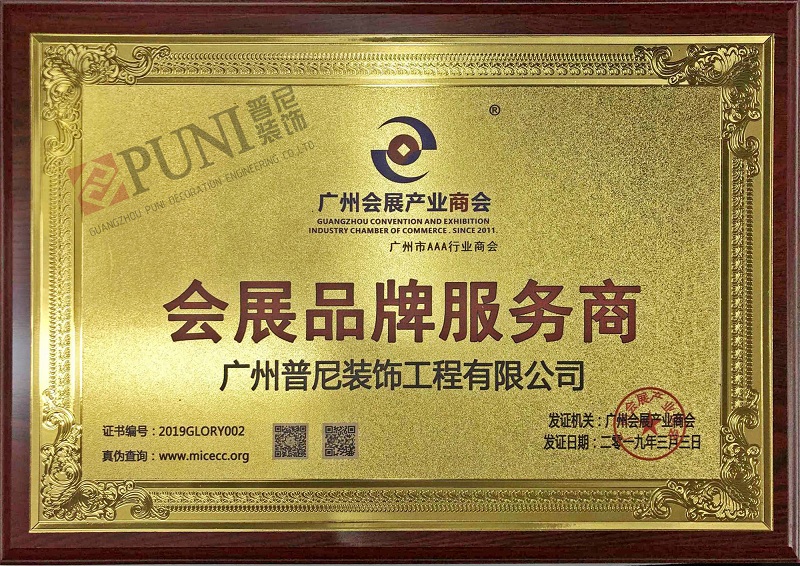 PUNI 普尼
装饰
GUANGZHOU PUNI DECORATION ENGINEERING CO.,LTD
®
广州会展产业商会
GUANGZHOU CONVENTION AND EXHIBITION
INDUSTRY CHAMBER OF COMMERCE . SINCE 2011.
广州市AAA行业商会
会展品牌服务商
广州普尼装饰工程有限公司
证书编号：2019GLORY002
真伪查询：www.micecc.org
发证机关：广州会展产业商会
发证日期：二零一九年三月三日
会展产业